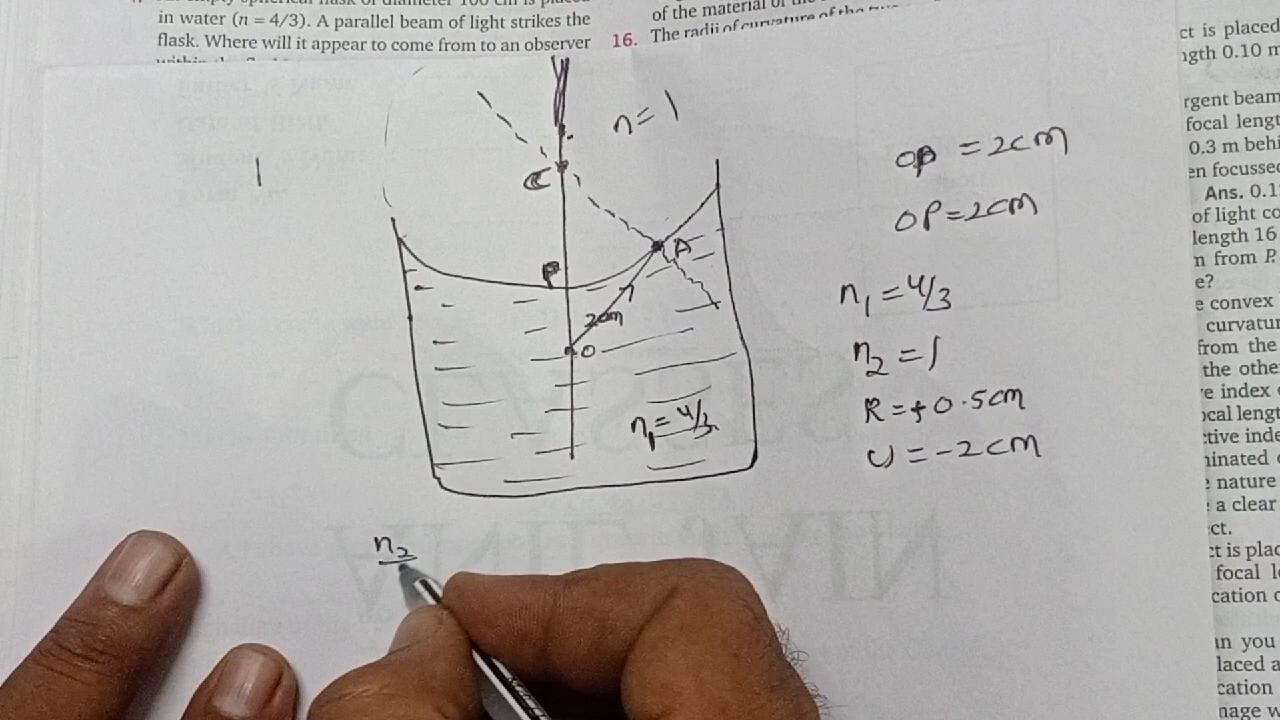 in water (n = 4/3). A parallel beam of light strikes the
flask. Where will it appear to come from to an observer
of the material of the
16. The radii of curvature of the
ct is placed
ngth 0.10 m
rgent beam
focal lengt
0.3 m behi
en focussed
Ans. 0.1
of light co
length 16
n from P.
e?
e convex
curvatur
from the
the othe
e index
ocal lengt
ctive inde
ninated
e nature
a clear
ct.
ct is plac
focal l
cation
in you
laced a
cation
nage w
n=1
1
C
A
P
2cm
O
n₁=4/3
OA = 2cm
OP=2cm
n₁=4/3
n₂=1
R=+0.5cm
U=-2cm
n₂